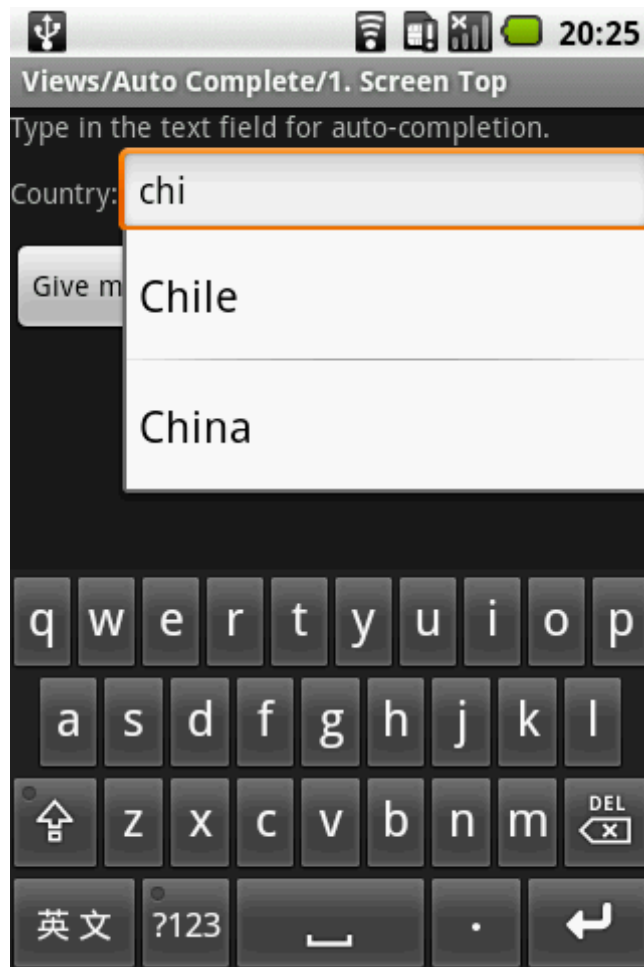 20:25
Views/Auto Complete/1. Screen Top
Type in the text field for auto-completion.
Country: chi
Give m
Chile
China
q w e r t y u i o p
a s d f g h j k l
z x c v b n m DEL
英文 ?123 .